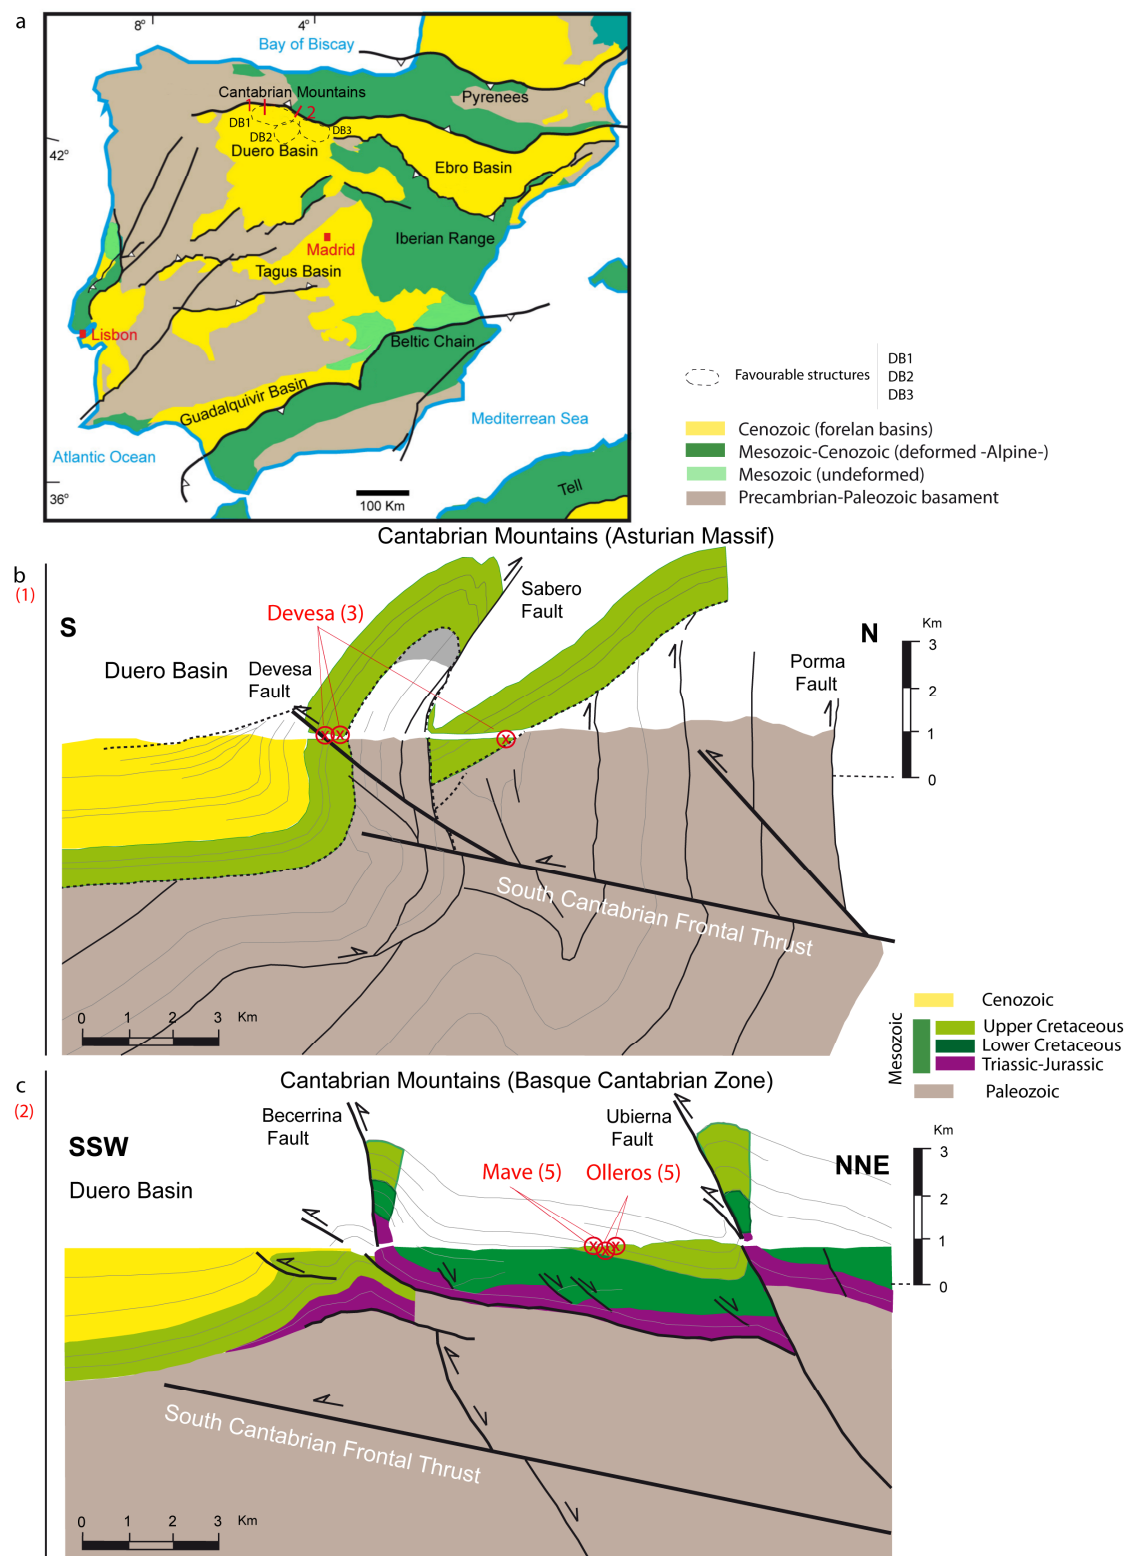 a
8°
4°
Bay of Biscay
Cantabrian Mountains
Pyrenees
1
2
DB1
DB2
DB3
Duero Basin
42°
Ebro Basin
Iberian Range
Madrid
Tagus Basin
Lisbon
Beltic Chain
Guadalquivir Basin
Mediterrean Sea
Atlantic Ocean
36°
100 Km
Tell
Favourable structures
DB1
DB2
DB3
Cenozoic (forelan basins)
Mesozoic-Cenozoic (deformed -Alpine-)
Mesozoic (undeformed)
Precambrian-Paleozoic basament
Cantabrian Mountains (Asturian Massif)
b
(1)
S
Devesa (3)
Sabero
Fault
N
Km
3
2
1
0
Duero Basin
Devesa
Fault
Porma
Fault
x
x
x
South Cantabrian Frontal Thrust
0
1
2
3
Km
Cenozoic
Mesozoic
Upper Cretaceous
Lower Cretaceous
Triassic-Jurassic
Paleozoic
c
(2)
Cantabrian Mountains (Basque Cantabrian Zone)
Becerrina
Fault
Ubierna
Fault
SSW
NNE
Km
3
2
1
0
Duero Basin
Mave (5)
Olleros (5)
x
x
x
South Cantabrian Frontal Thrust
0
1
2
3
Km